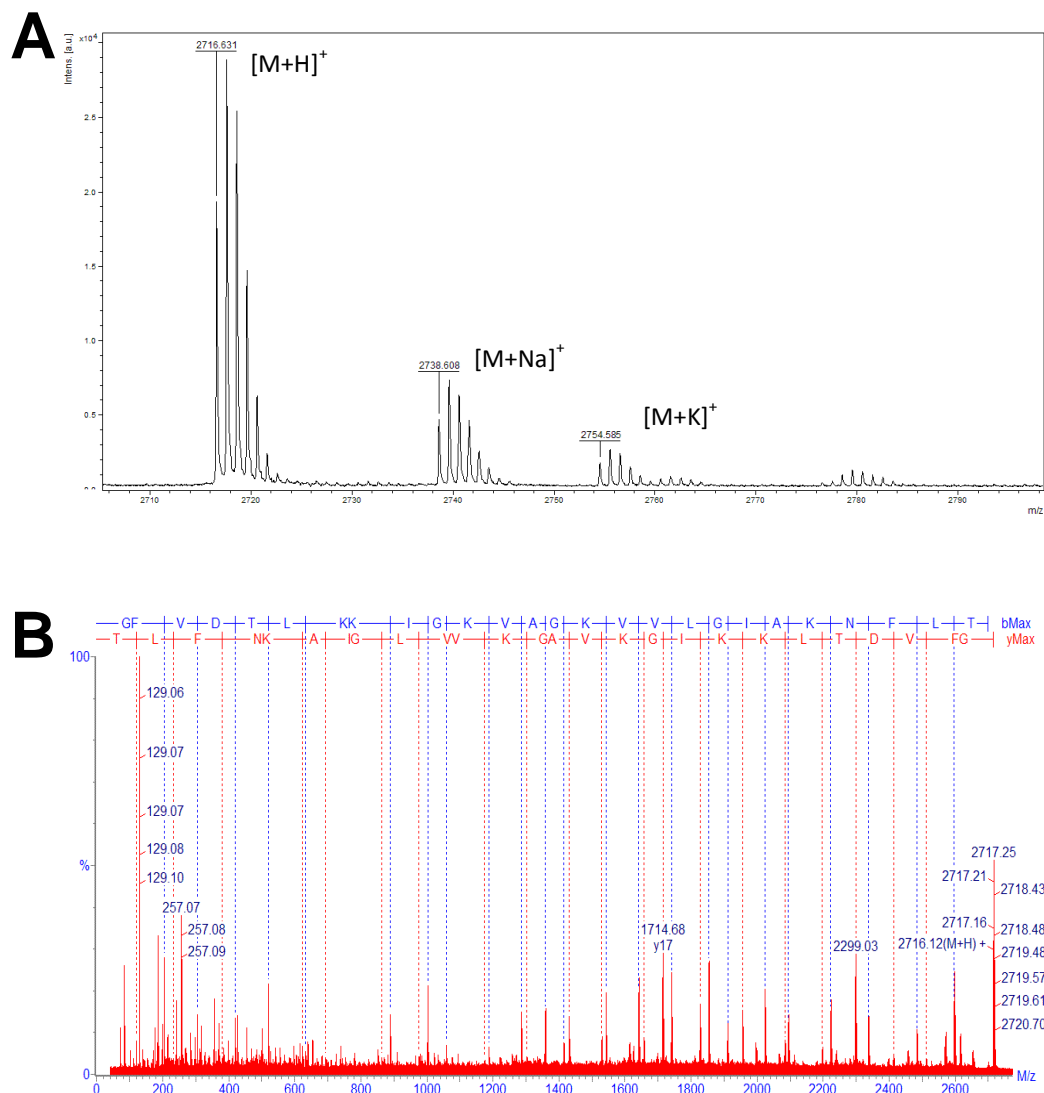 A
Intens. [a.u.]
x10⁴
2716.631
[M+H]⁺
2.5
2.0
1.5
1.0
0.5
0.0
2738.608
[M+Na]⁺
2754.585
[M+K]⁺
2710
2720
2730
2740
2750
2760
2770
2780
2790
m/z
B
GF V D T L KK I G K V A G K V V L G I A K N F L T bMax
T L F NK A IG L VV K GA V K G I K K L T D V FG yMax
100
%
0
129.06
129.07
129.07
129.08
129.10
257.07
257.08
257.09
1714.68
y17
2299.03
2717.25
2717.21
2718.43
2717.16
2718.48
2716.12(M+H) +
2719.48
2719.57
2719.61
2720.70
0 200 400 600 800 1000 1200 1400 1600 1800 2000 2200 2400 2600
M/z